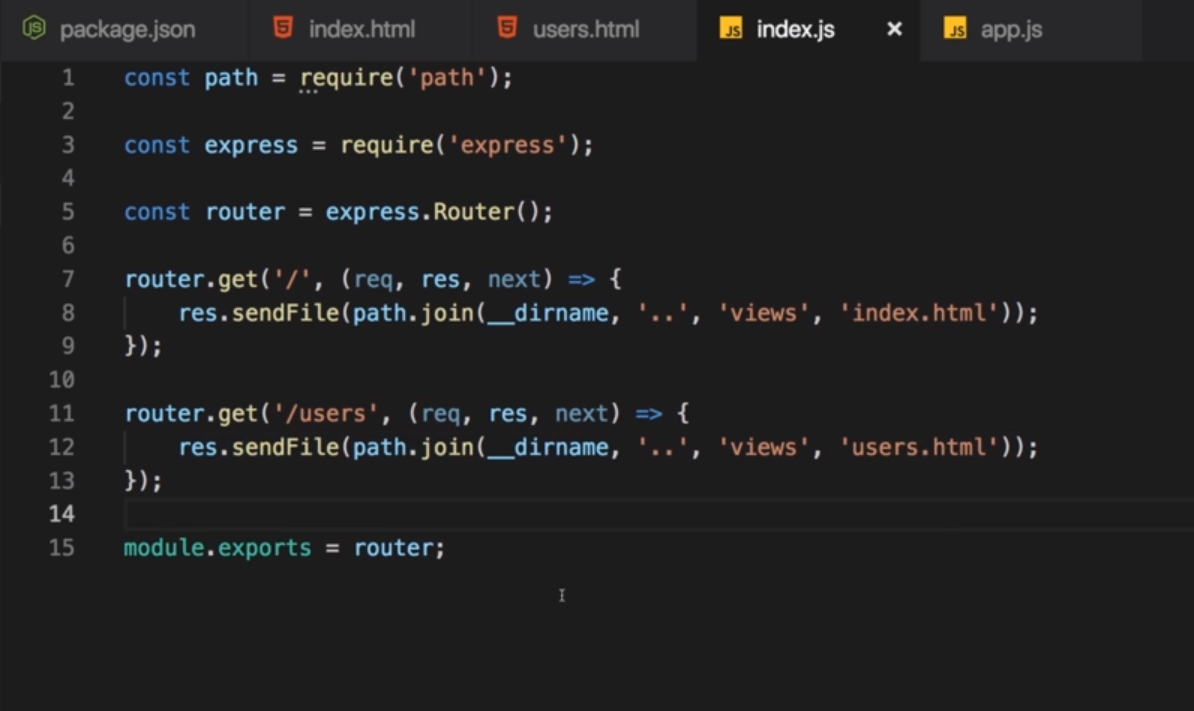 package.json index.html users.html JS index.js × JS app.js
1 const path = require('path');
2
3 const express = require('express');
4
5 const router = express.Router();
6
7 router.get('/', (req, res, next) => {
8     res.sendFile(path.join(__dirname, '..', 'views', 'index.html'));
9 });
10
11 router.get('/users', (req, res, next) => {
12     res.sendFile(path.join(__dirname, '..', 'views', 'users.html'));
13 });
14
15 module.exports = router;